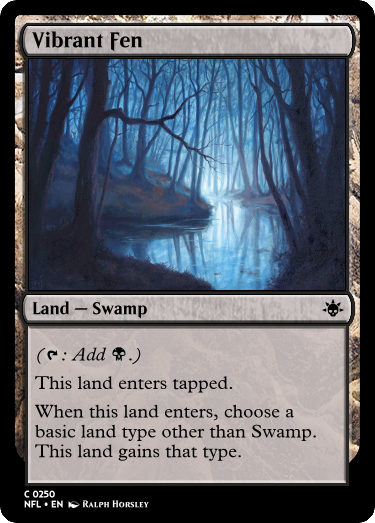 Vibrant Fen
Land — Swamp
(: Add .)
This land enters tapped.
When this land enters, choose a
basic land type other than Swamp.
This land gains that type.
C 0250
NFL • EN RALPH HORSLEY